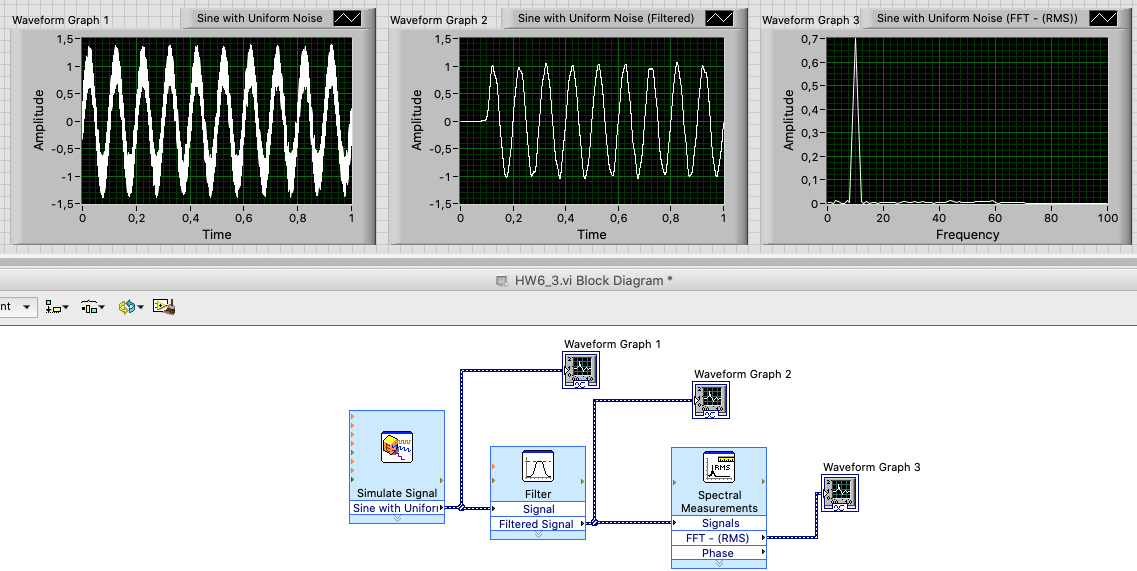 Waveform Graph 1
Sine with Uniform Noise
Waveform Graph 2
Sine with Uniform Noise (Filtered)
Waveform Graph 3
Sine with Uniform Noise (FFT - (RMS))
Amplitude
1,5
1
0,5
0
-0,5
-1
-1,5
0
0,2
0,4
0,6
0,8
1
Time
Amplitude
1,5
1
0,5
0
-0,5
-1
-1,5
0
0,2
0,4
0,6
0,8
1
Time
Amplitude
0,7
0,6
0,5
0,4
0,3
0,2
0,1
0
0
20
40
60
80
100
Frequency
HW6_3.vi Block Diagram *
nt
Waveform Graph 1
Waveform Graph 2
Simulate Signal
Sine with Uniforn
Filter
Signal
Filtered Signal
RMS
Spectral
Measurements
Signals
FFT - (RMS)
Phase
Waveform Graph 3